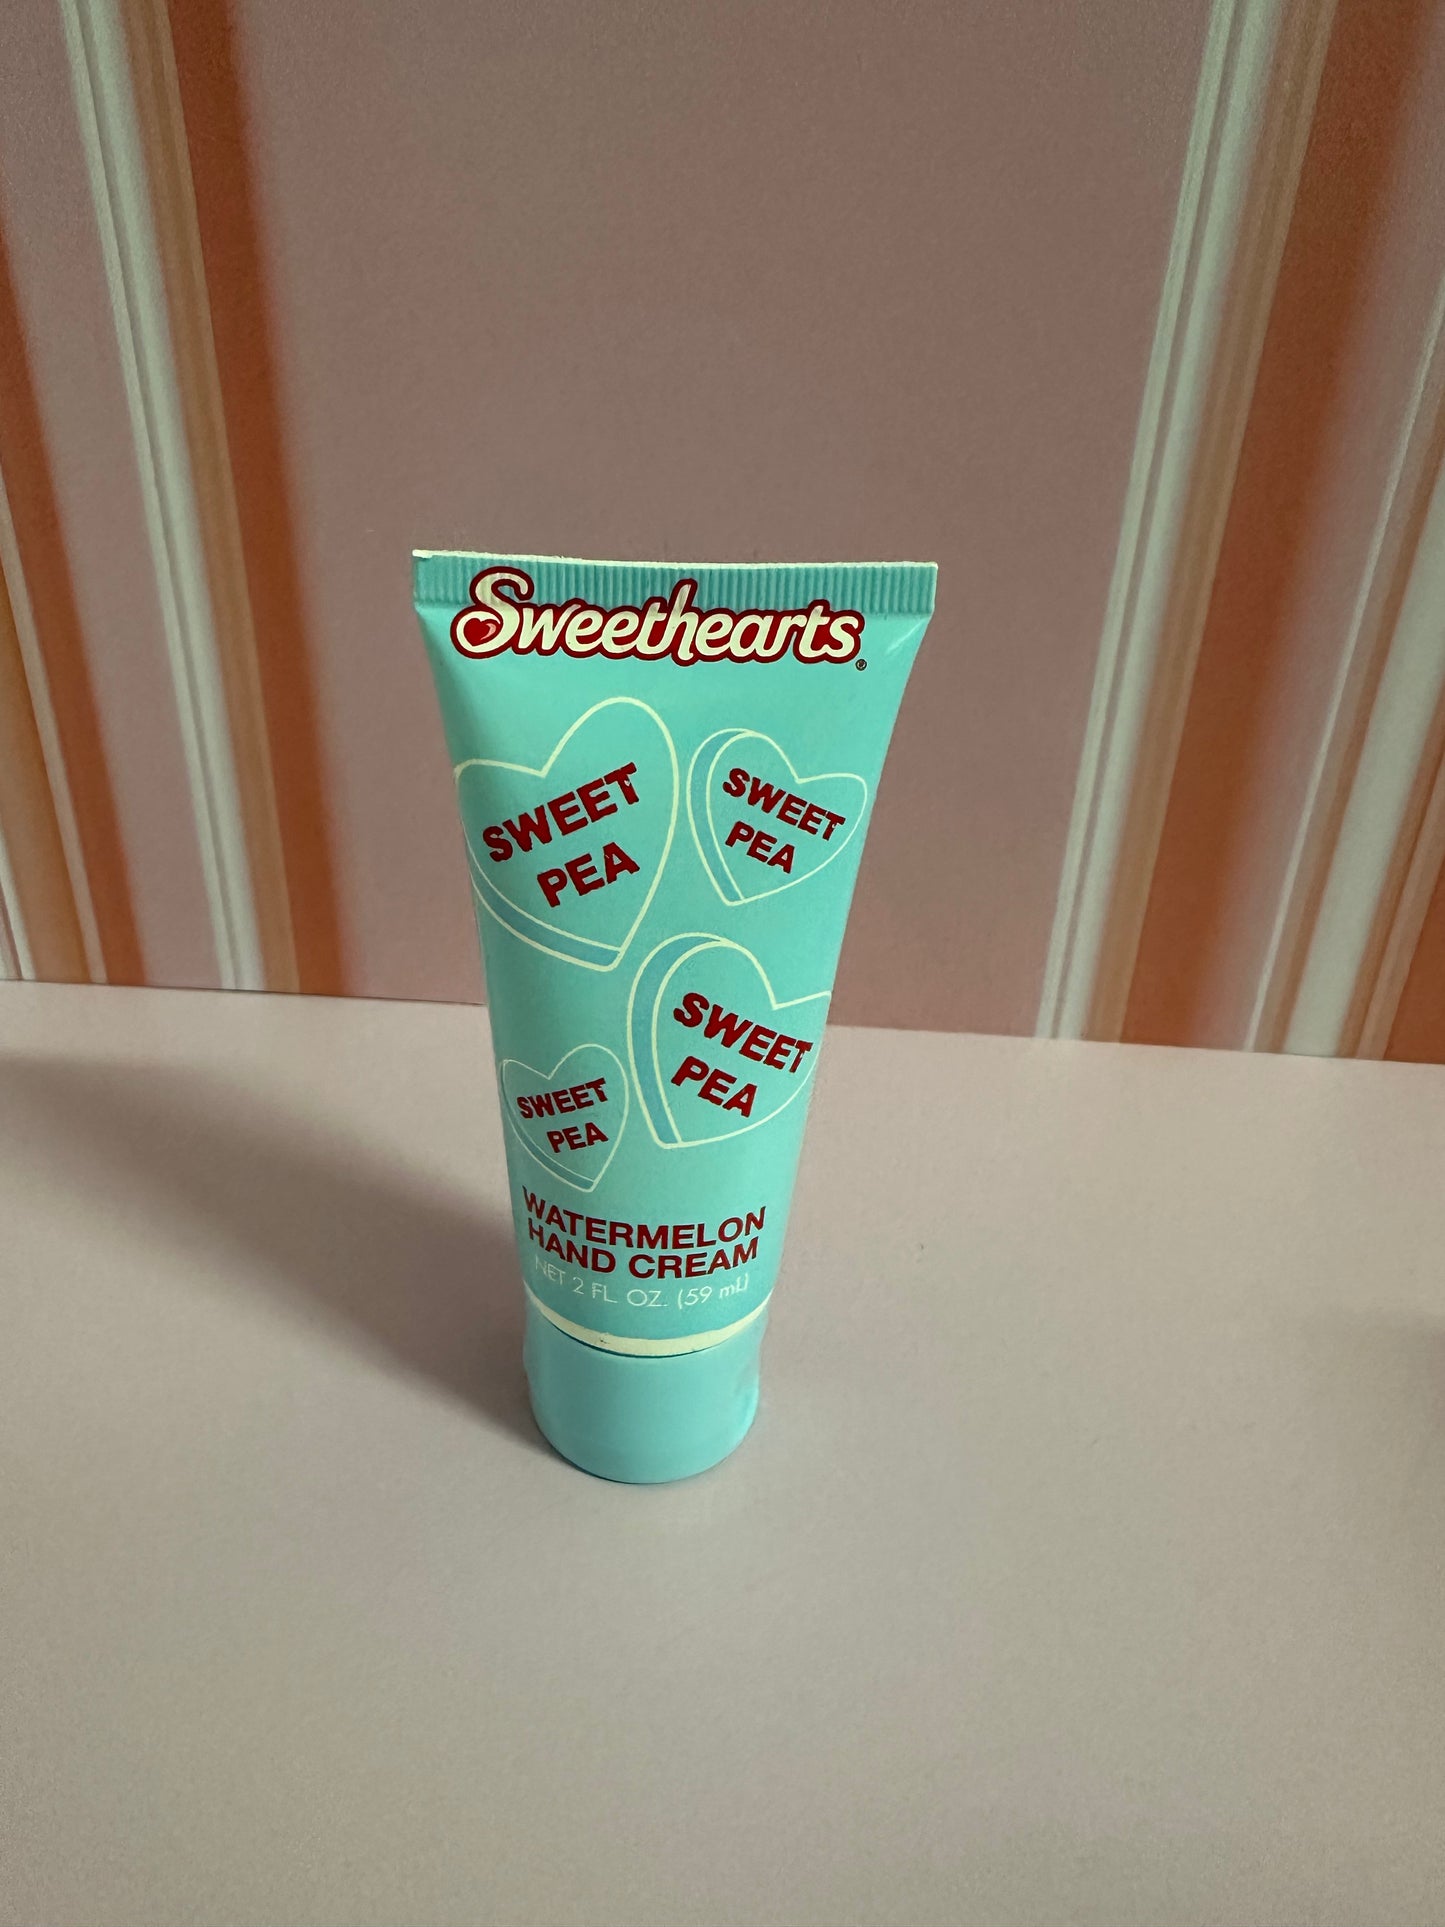 Sweethearts®
SWEET
PEA
SWEET
PEA
SWEET
PEA
SWEET
PEA
WATERMELON
HAND CREAM
NET 2 FL. OZ. (59 mL)